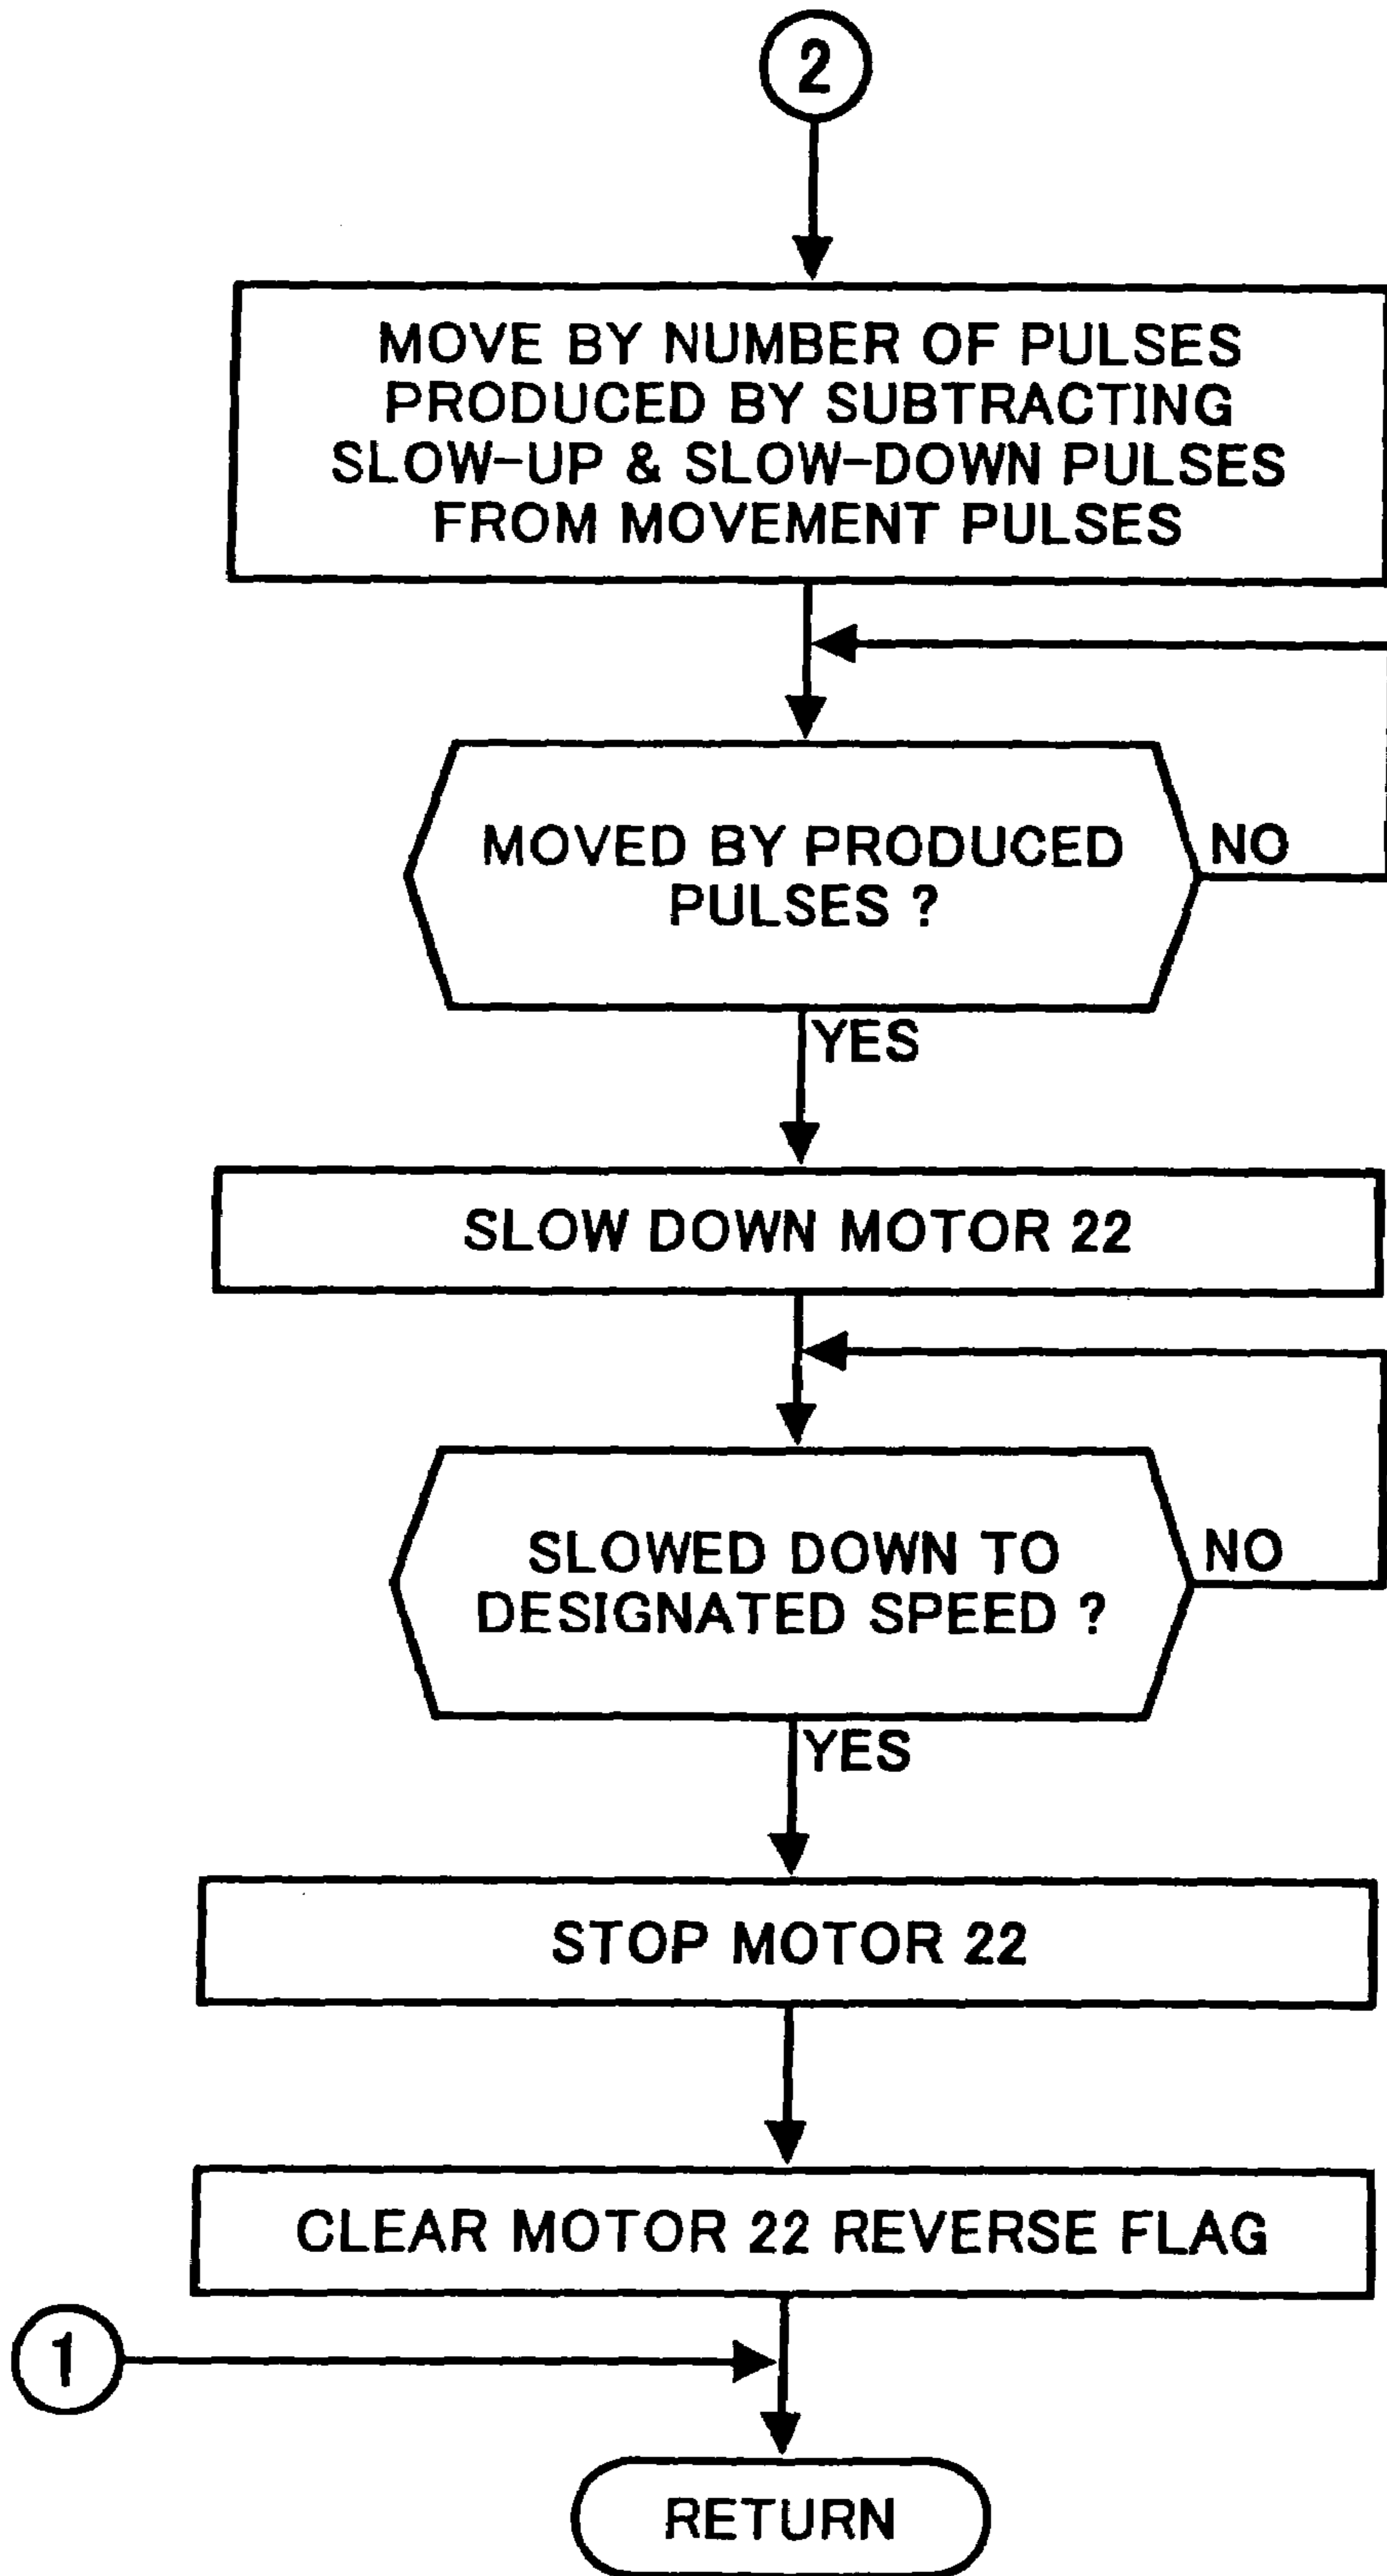 2
MOVE BY NUMBER OF PULSES
PRODUCED BY SUBTRACTING
SLOW-UP & SLOW-DOWN PULSES
FROM MOVEMENT PULSES
MOVED BY PRODUCED
PULSES ?
NO
YES
SLOW DOWN MOTOR 22
SLOWED DOWN TO
DESIGNATED SPEED ?
NO
YES
STOP MOTOR 22
CLEAR MOTOR 22 REVERSE FLAG
1
RETURN